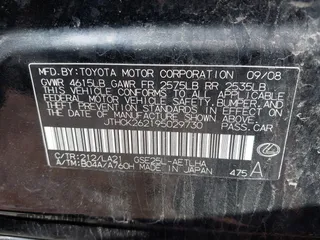 MFD.BY: TOYOTA MOTOR CORPORATION 09/08
GVWR 4615LB GAWR FR 2575LB RR 2535LB
THIS VEHICLE CONFORMS TO ALL APPLICABLE
FEDERAL MOTOR VEHICLE SAFETY, BUMPER, AND
THEFT PREVENTION STANDARDS IN EFFECT ON
THE DATE OF MANUFACTURE SHOWN ABOVE.
JTHCK262195029730 PASS. CAR
C/TR:212/LA21 GSE25L-AETLHA
A/TM:B04A/A760H MADE IN JAPAN 475 A